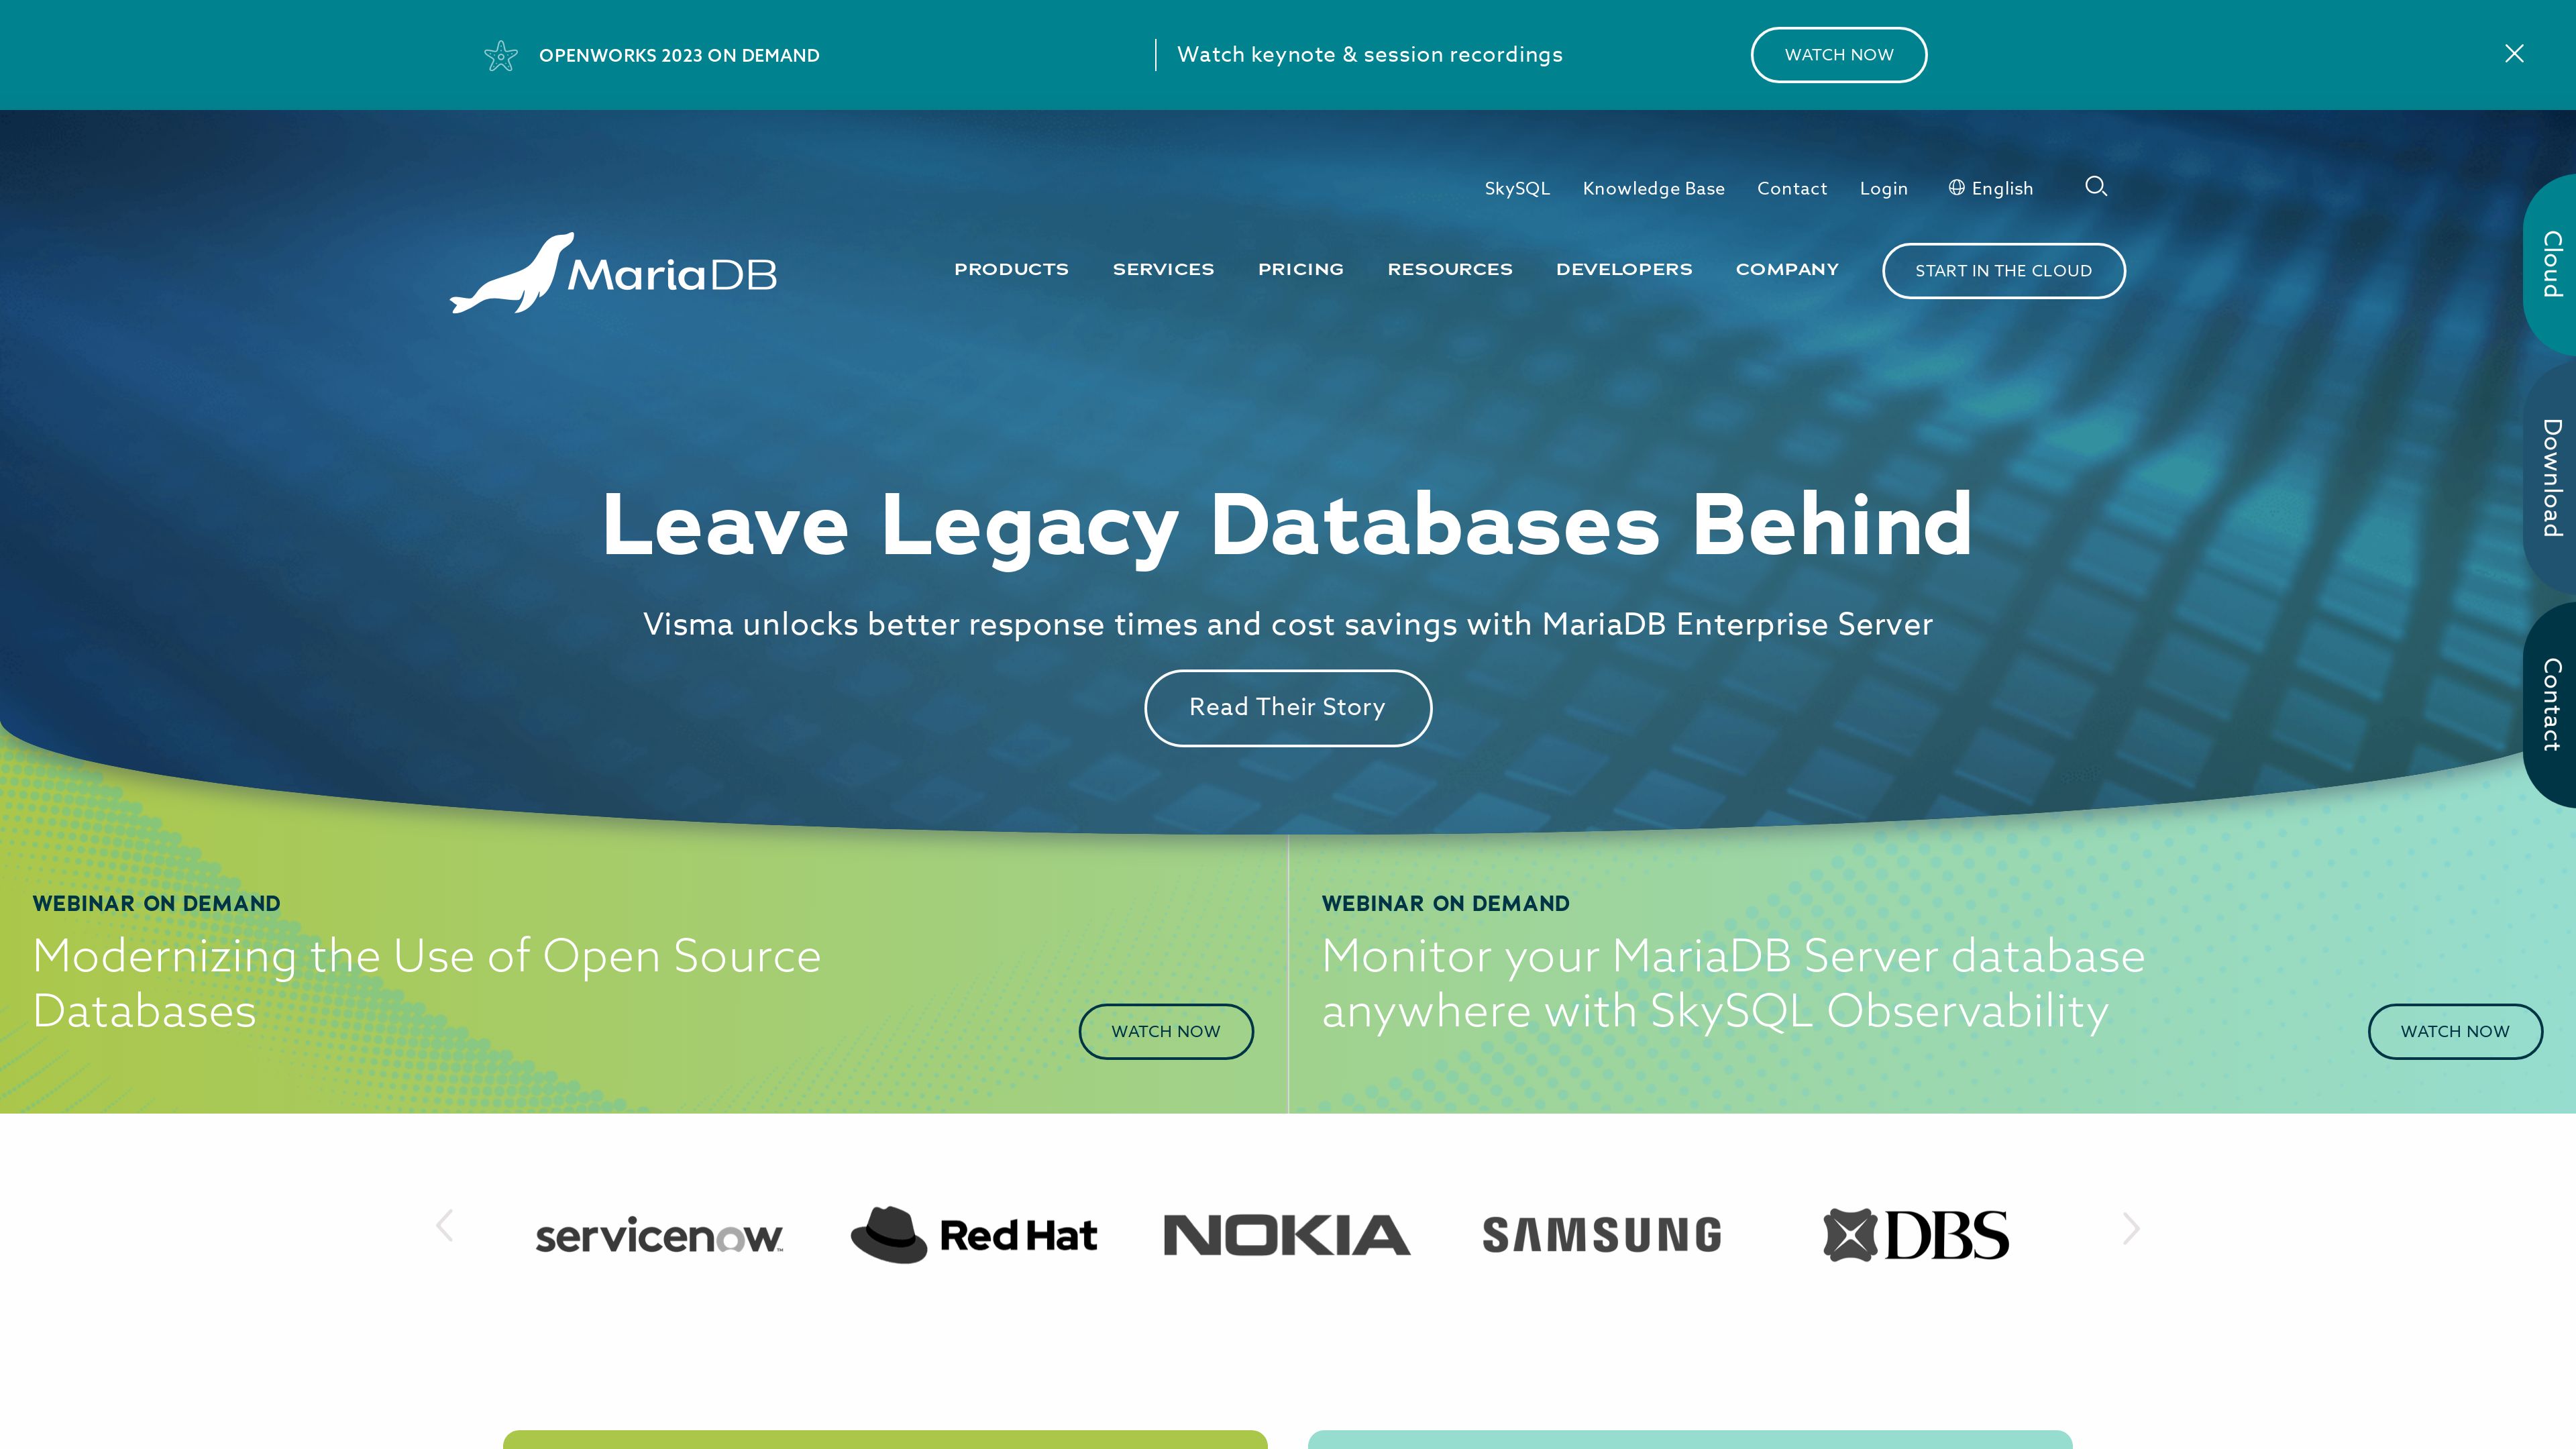 OPENWORKS 2023 ON DEMAND
Watch keynote & session recordings
WATCH NOW
SkySQL
Knowledge Base
Contact
Login
English
MariaDB
PRODUCTS
SERVICES
PRICING
RESOURCES
DEVELOPERS
COMPANY
START IN THE CLOUD
Cloud
Download
Contact
Leave Legacy Databases Behind
Visma unlocks better response times and cost savings with MariaDB Enterprise Server
Read Their Story
WEBINAR ON DEMAND
Modernizing the Use of Open Source
Databases
WATCH NOW
WEBINAR ON DEMAND
Monitor your MariaDB Server database
anywhere with SkySQL Observability
WATCH NOW
servicenow™
Red Hat
NOKIA
SAMSUNG
DBS